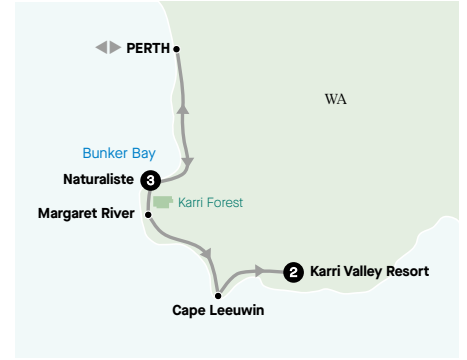 PERTH
WA
Bunker Bay
Naturaliste 3
Karri Forest
Margaret River
2 Karri Valley Resort
Cape Leeuwin